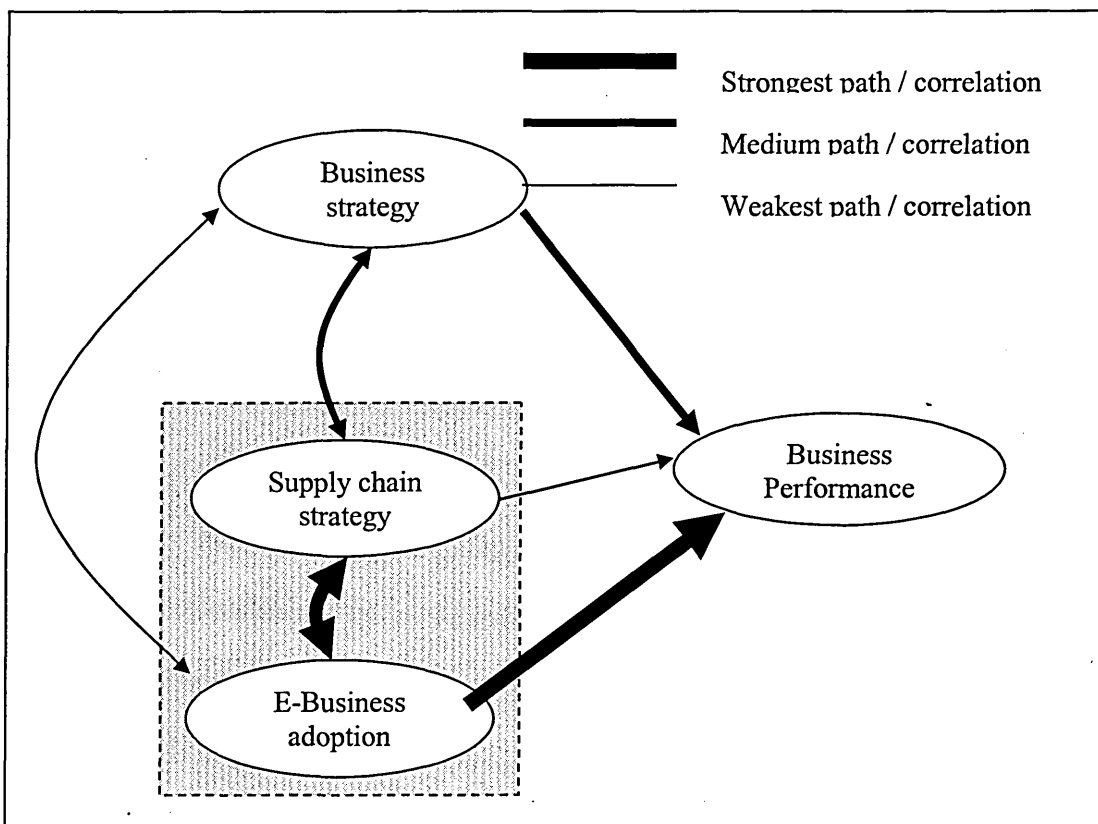 Strongest path / correlation
Medium path / correlation
Weakest path / correlation
Business
strategy
Supply chain
strategy
Business
Performance
E-Business
adoption